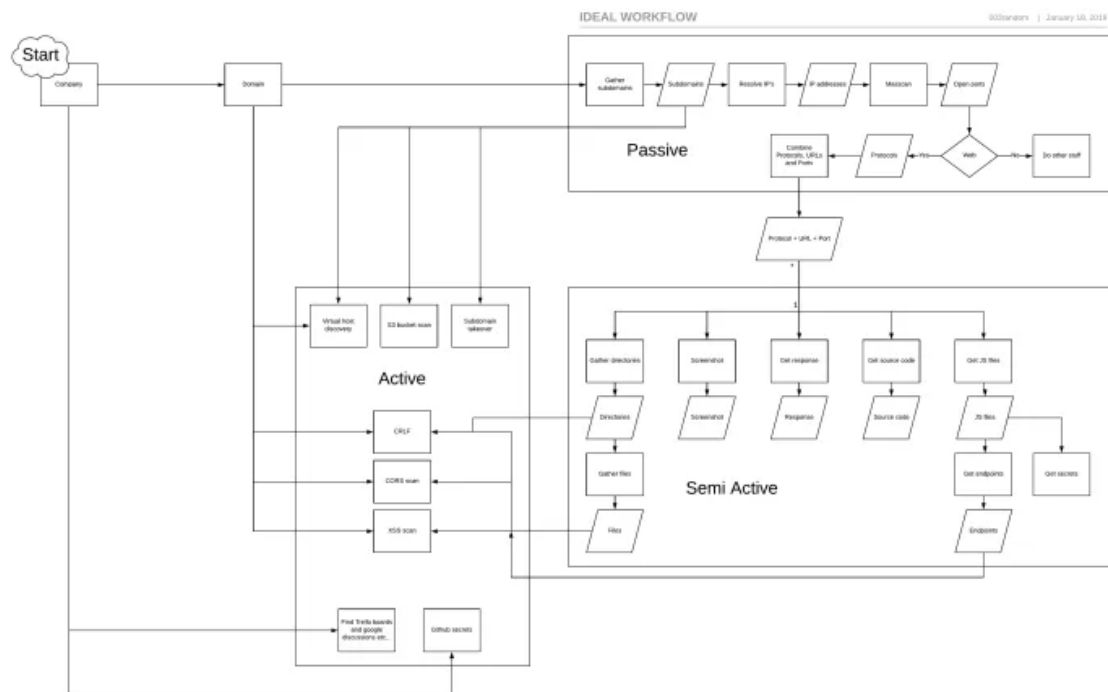 IDEAL WORKFLOW
003random | January 18, 2019
Start
Company
Domain
Gather
subdomains
Subdomains
Resolve IP's
IP addresses
Masscan
Open ports
Passive
Combine
Protocols, URLs
and Ports
Protocols
Yes
Web
No
Do other stuff
Protocol + URL + Port
*
1
Virtual host
discovery
S3 bucket scan
Subdomain
takeover
Active
Gather directories
Screenshot
Get response
Get source code
Get JS files
Directories
Screenshot
Response
Source code
JS files
CRLF
CORS scan
XSS scan
Gather files
Get endpoints
Get secrets
Semi Active
Files
Endpoints
Find Trello boards
and google
discussions etc..
Github secrets